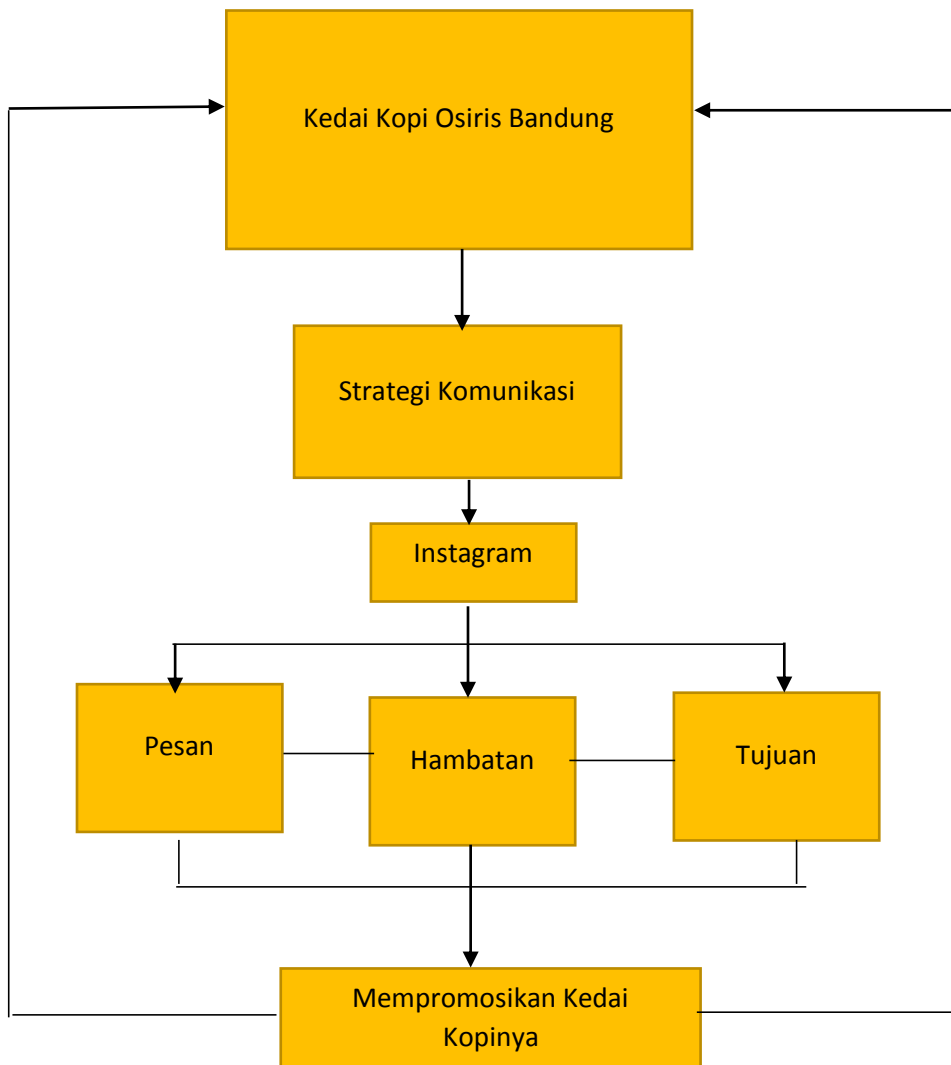 Kedai Kopi Osiris Bandung
Strategi Komunikasi
Instagram
Pesan
Hambatan
Tujuan
Mempromosikan Kedai
Kopinya